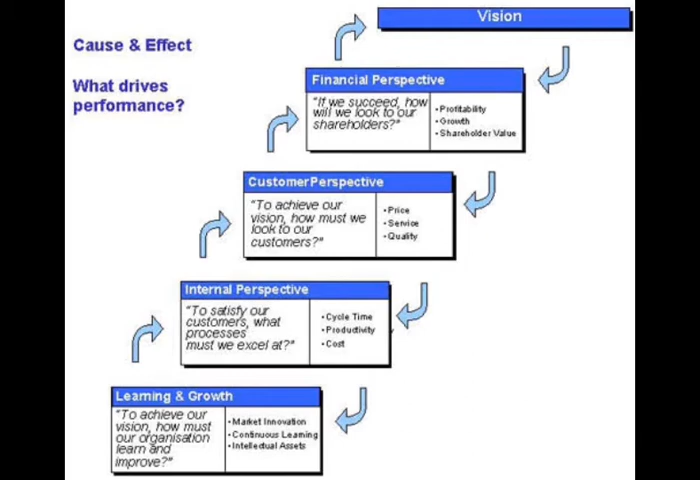 Vision
Cause & Effect
What drives
performance?
Financial Perspective
"If we succeed, how
will we look to our
shareholders?"
•Profitability
•Growth
•Shareholder Value
CustomerPerspective
"To achieve our
vision, how must we
look to our
customers?"
•Price
•Service
•Quality
Internal Perspective
"To satisfy our
customers, what
processes
must we excel at?"
•Cycle Time
•Productivity
•Cost
Learning & Growth
"To achieve our
vision, how must
our organisation
learn and
improve?"
•Market Innovation
•Continuous Learning
•Intellectual Assets